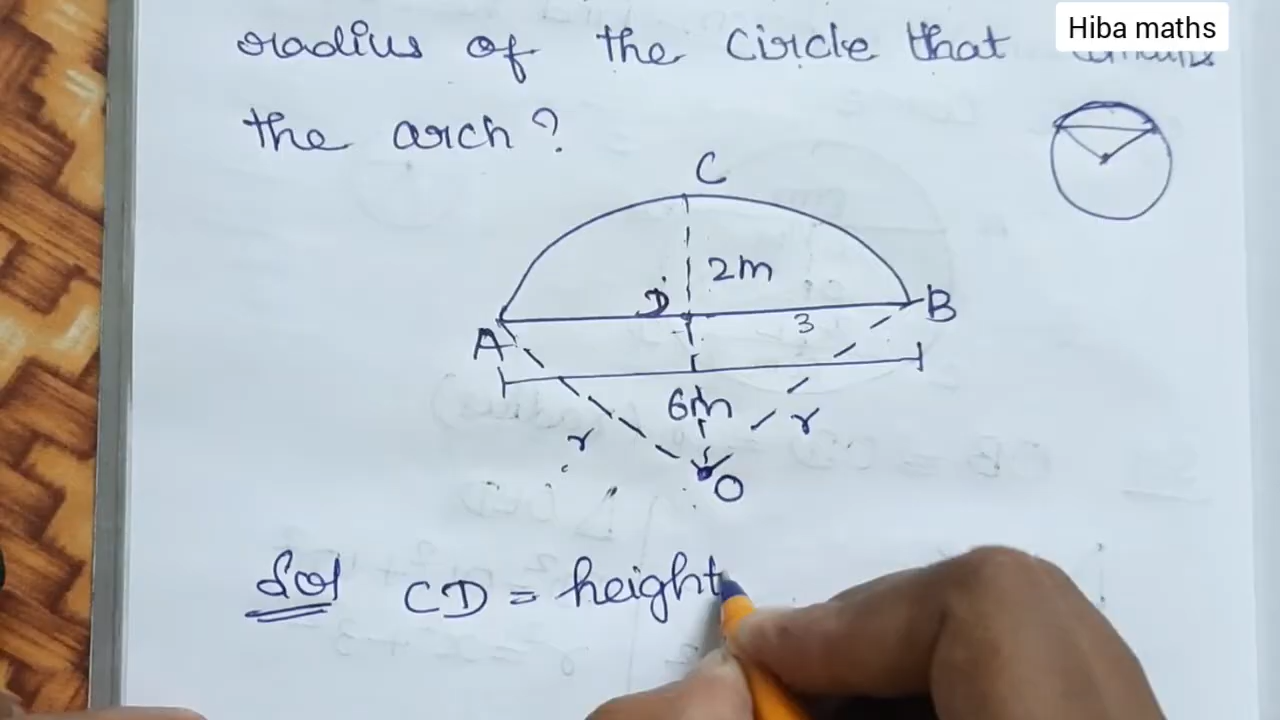 Hiba maths
radius of the circle that
the arch?
C
2m
D
3
B
A
6m
r
r
O
Sol CD = height